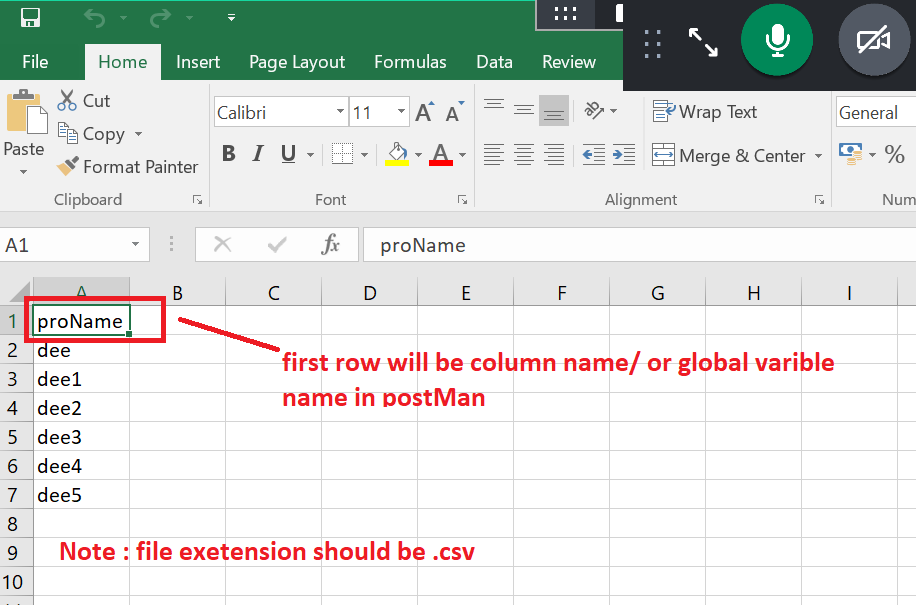 File Home Insert Page Layout Formulas Data Review
Cut
Copy
Paste
Format Painter
Clipboard
Calibri 11 A A
B I U A
Font
Wrap Text
Merge & Center
Alignment
General
%
Num
A1 fx proName
A B C D E F G H I
1 proName
2 dee
first row will be column name/ or global varible
3 dee1
name in postMan
4 dee2
5 dee3
6 dee4
7 dee5
8
9 Note : file exetension should be .csv
10